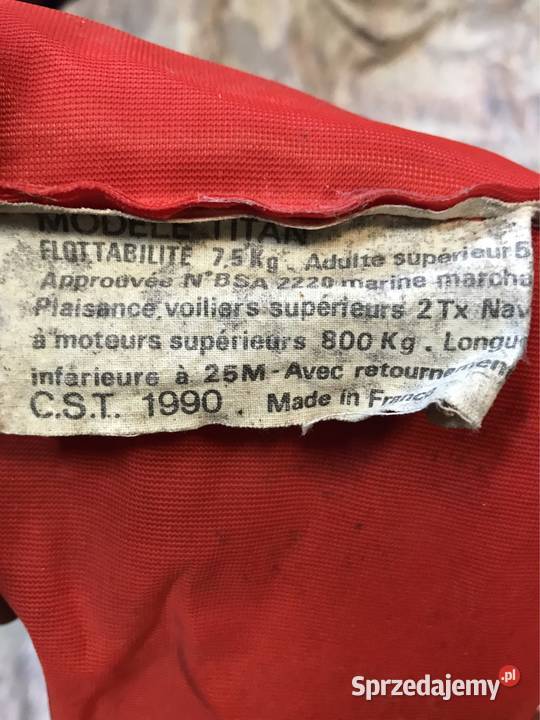 MODELE TITAN
FLOTTABILITE 7,5 Kg. Adulte supérieur 5
Approuvée N°BSA 2220 marine marcha
Plaisance, voiliers supérieurs 2 Tx Nav
à moteurs supérieurs 800 Kg. Longu
inférieure à 25M - Avec retournemen
C.S.T. 1990. Made in France
Sprzedajemy.pl